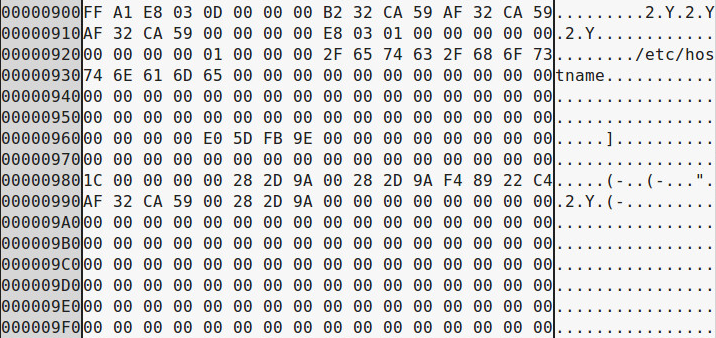 00000900 FF A1 E8 03 0D 00 00 00 B2 32 CA 59 AF 32 CA 59 .........2.Y.2.Y
00000910 AF 32 CA 59 00 00 00 00 E8 03 01 00 00 00 00 00 .2.Y............
00000920 00 00 00 00 01 00 00 00 2F 65 74 63 2F 68 6F 73 ......../etc/hos
00000930 74 6E 61 6D 65 00 00 00 00 00 00 00 00 00 00 00 tname...........
00000940 00 00 00 00 00 00 00 00 00 00 00 00 00 00 00 00 ................
00000950 00 00 00 00 00 00 00 00 00 00 00 00 00 00 00 00 ................
00000960 00 00 00 00 E0 5D FB 9E 00 00 00 00 00 00 00 00 .....]..........
00000970 00 00 00 00 00 00 00 00 00 00 00 00 00 00 00 00 ................
00000980 1C 00 00 00 00 28 2D 9A 00 28 2D 9A F4 89 22 C4 .....(-..(-...".
00000990 AF 32 CA 59 00 28 2D 9A 00 00 00 00 00 00 00 00 .2.Y.(-.........
000009A0 00 00 00 00 00 00 00 00 00 00 00 00 00 00 00 00 ................
000009B0 00 00 00 00 00 00 00 00 00 00 00 00 00 00 00 00 ................
000009C0 00 00 00 00 00 00 00 00 00 00 00 00 00 00 00 00 ................
000009D0 00 00 00 00 00 00 00 00 00 00 00 00 00 00 00 00 ................
000009E0 00 00 00 00 00 00 00 00 00 00 00 00 00 00 00 00 ................
000009F0 00 00 00 00 00 00 00 00 00 00 00 00 00 00 00 00 ................